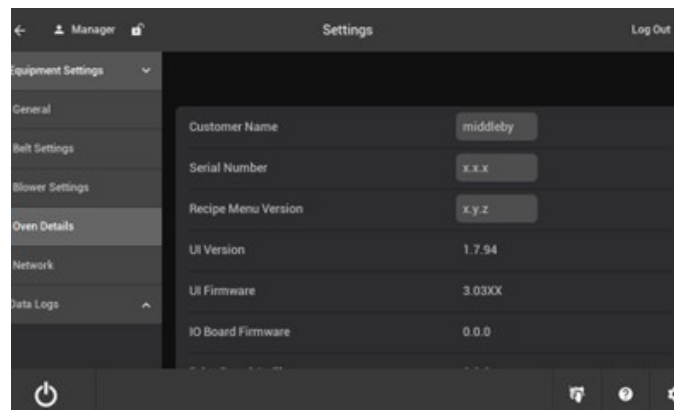 Manager
Settings
Log Out
Equipment Settings
General
Belt Settings
Blower Settings
Oven Details
Network
Data Logs
Customer Name middleby
Serial Number x.x.x
Recipe Menu Version x.y.z
UI Version 1.7.94
UI Firmware 3.03XX
IO Board Firmware 0.0.0